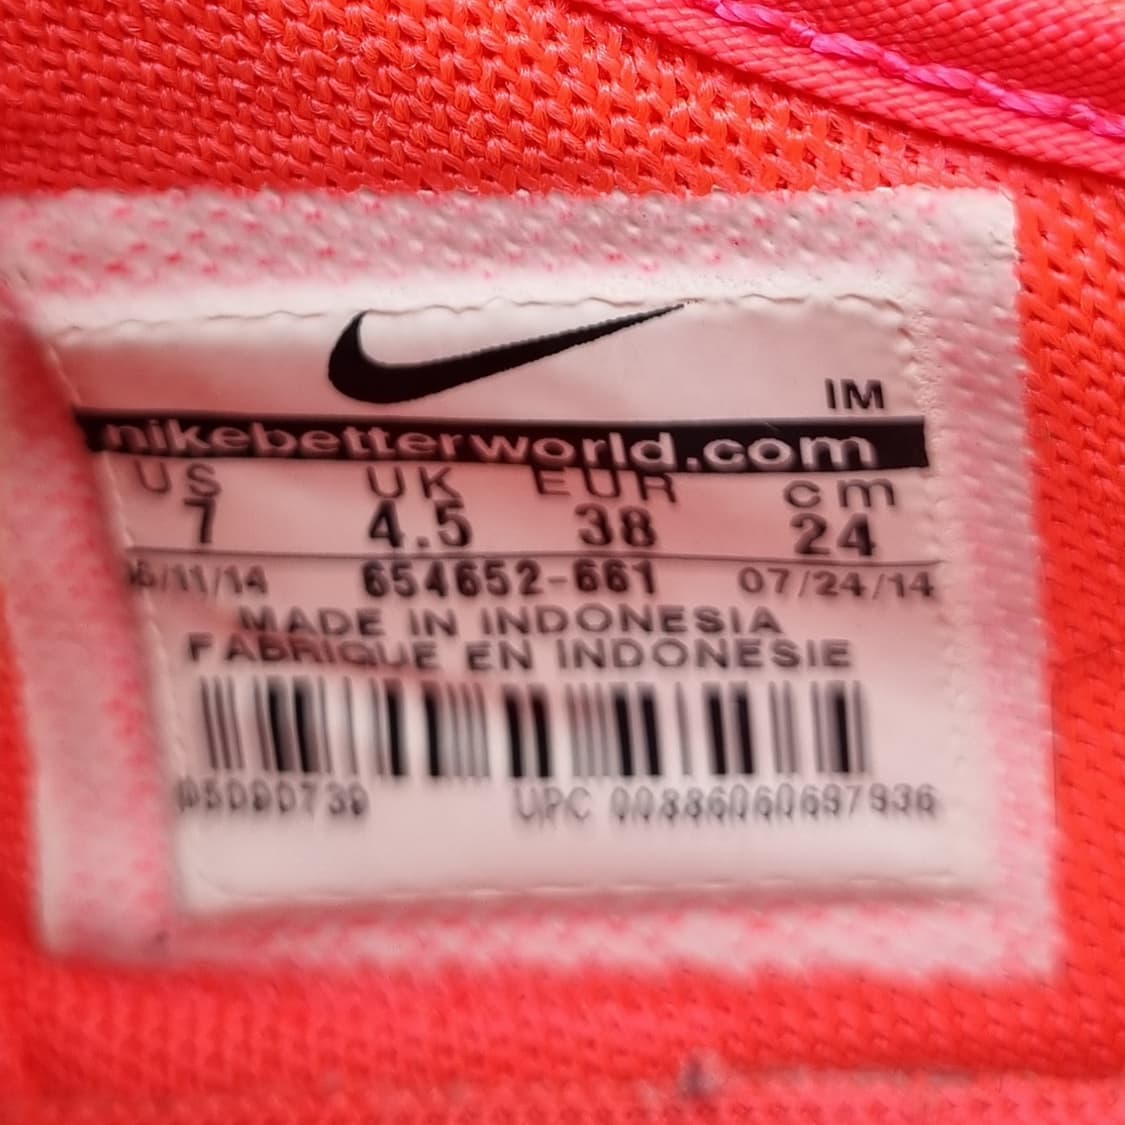 IM
nikebetterworld.com
US UK EUR cm
7 4.5 38 24
654652-661 07/24/14
MADE IN INDONESIA
FABRIQUE EN INDONESIE
UPC 00886060697936